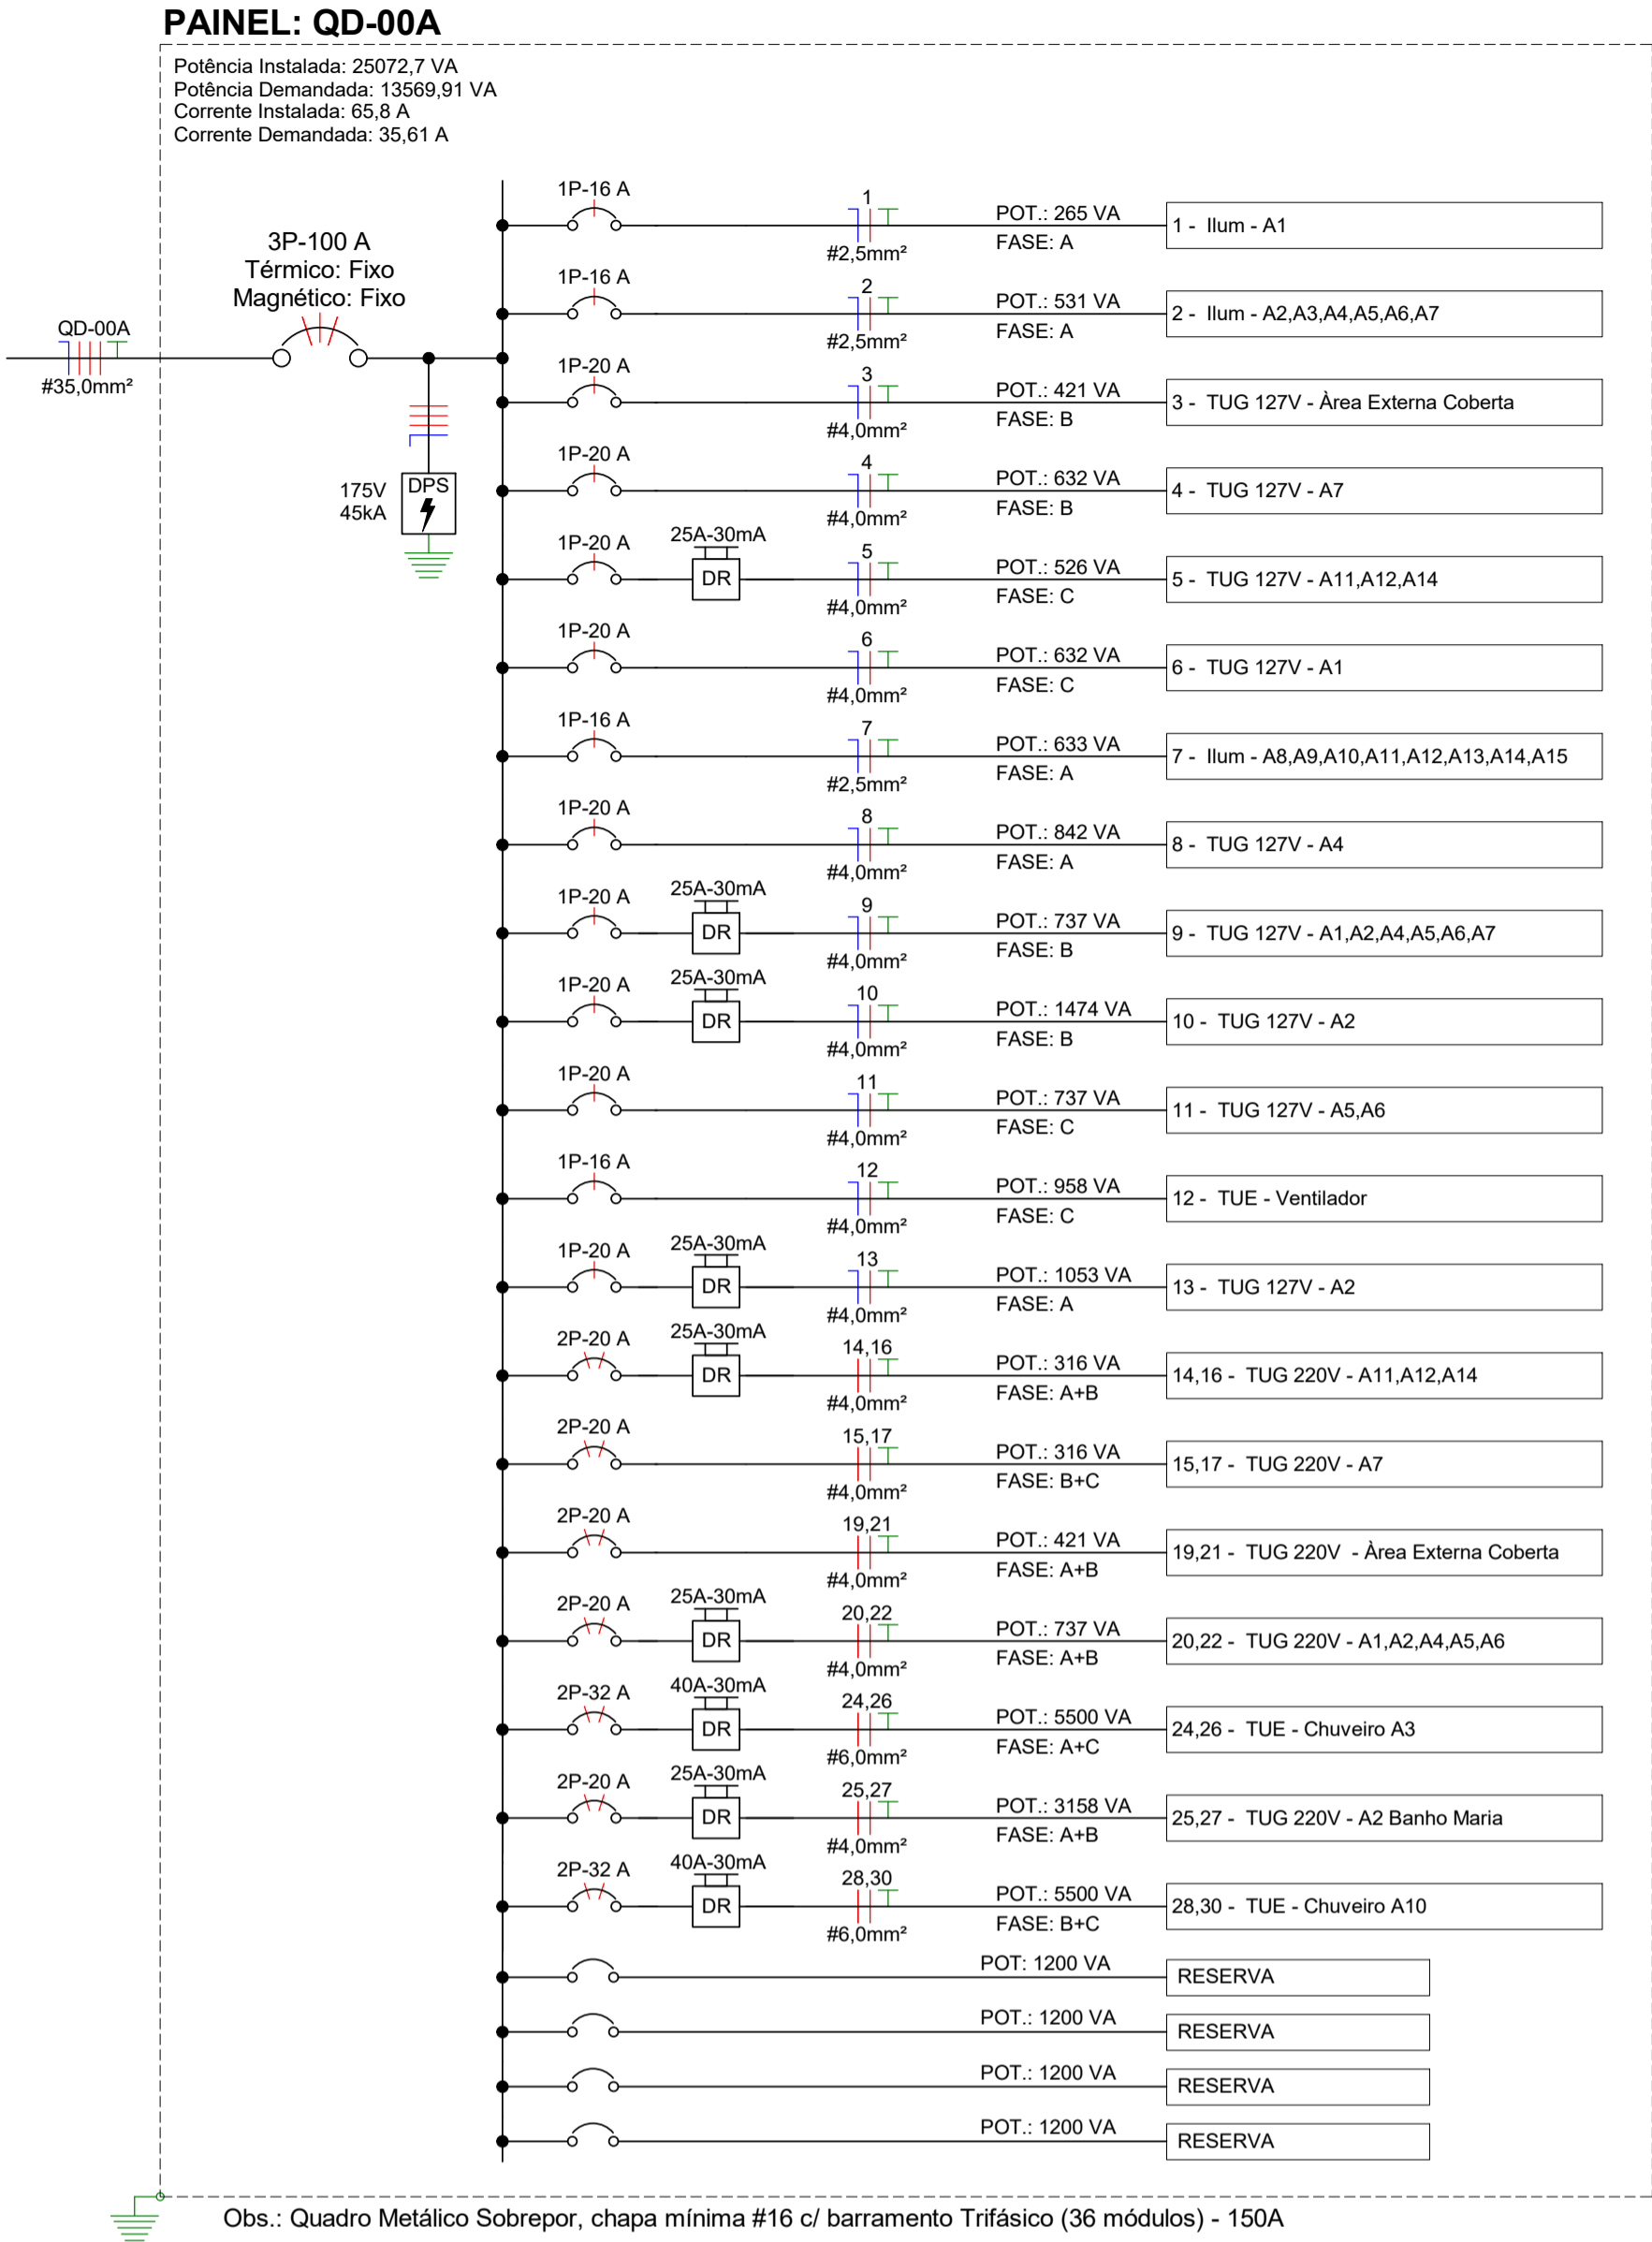 PAINEL: QD-00A
Potência Instalada: 25072,7 VA
Potência Demandada: 13569,91 VA
Corrente Instalada: 65,8 A
Corrente Demandada: 35,61 A
3P-100 A
Térmico: Fixo
Magnético: Fixo
QD-00A
#35,0mm²
175V
45kA
DPS
1P-16 A
1
#2,5mm²
POT.: 265 VA
FASE: A
1 - Ilum - A1
1P-16 A
2
#2,5mm²
POT.: 531 VA
FASE: A
2 - Ilum - A2,A3,A4,A5,A6,A7
1P-20 A
3
#4,0mm²
POT.: 421 VA
FASE: B
3 - TUG 127V - Àrea Externa Coberta
1P-20 A
4
#4,0mm²
POT.: 632 VA
FASE: B
4 - TUG 127V - A7
1P-20 A
25A-30mA
DR
5
#4,0mm²
POT.: 526 VA
FASE: C
5 - TUG 127V - A11,A12,A14
1P-20 A
6
#4,0mm²
POT.: 632 VA
FASE: C
6 - TUG 127V - A1
1P-16 A
7
#2,5mm²
POT.: 633 VA
FASE: A
7 - Ilum - A8,A9,A10,A11,A12,A13,A14,A15
1P-20 A
8
#4,0mm²
POT.: 842 VA
FASE: A
8 - TUG 127V - A4
1P-20 A
25A-30mA
DR
9
#4,0mm²
POT.: 737 VA
FASE: B
9 - TUG 127V - A1,A2,A4,A5,A6,A7
1P-20 A
25A-30mA
DR
10
#4,0mm²
POT.: 1474 VA
FASE: B
10 - TUG 127V - A2
1P-20 A
11
#4,0mm²
POT.: 737 VA
FASE: C
11 - TUG 127V - A5,A6
1P-16 A
12
#4,0mm²
POT.: 958 VA
FASE: C
12 - TUE - Ventilador
1P-20 A
25A-30mA
DR
13
#4,0mm²
POT.: 1053 VA
FASE: A
13 - TUG 127V - A2
2P-20 A
25A-30mA
DR
14,16
#4,0mm²
POT.: 316 VA
FASE: A+B
14,16 - TUG 220V - A11,A12,A14
2P-20 A
15,17
#4,0mm²
POT.: 316 VA
FASE: B+C
15,17 - TUG 220V - A7
2P-20 A
19,21
#4,0mm²
POT.: 421 VA
FASE: A+B
19,21 - TUG 220V - Àrea Externa Coberta
2P-20 A
25A-30mA
DR
20,22
#4,0mm²
POT.: 737 VA
FASE: A+B
20,22 - TUG 220V - A1,A2,A4,A5,A6
2P-32 A
40A-30mA
DR
24,26
#6,0mm²
POT.: 5500 VA
FASE: A+C
24,26 - TUE - Chuveiro A3
2P-20 A
25A-30mA
DR
25,27
#4,0mm²
POT.: 3158 VA
FASE: A+B
25,27 - TUG 220V - A2 Banho Maria
2P-32 A
40A-30mA
DR
28,30
#6,0mm²
POT.: 5500 VA
FASE: B+C
28,30 - TUE - Chuveiro A10
POT: 1200 VA
RESERVA
POT.: 1200 VA
RESERVA
POT.: 1200 VA
RESERVA
POT.: 1200 VA
RESERVA
Obs.: Quadro Metálico Sobrepor, chapa mínima #16 c/ barramento Trifásico (36 módulos) - 150A